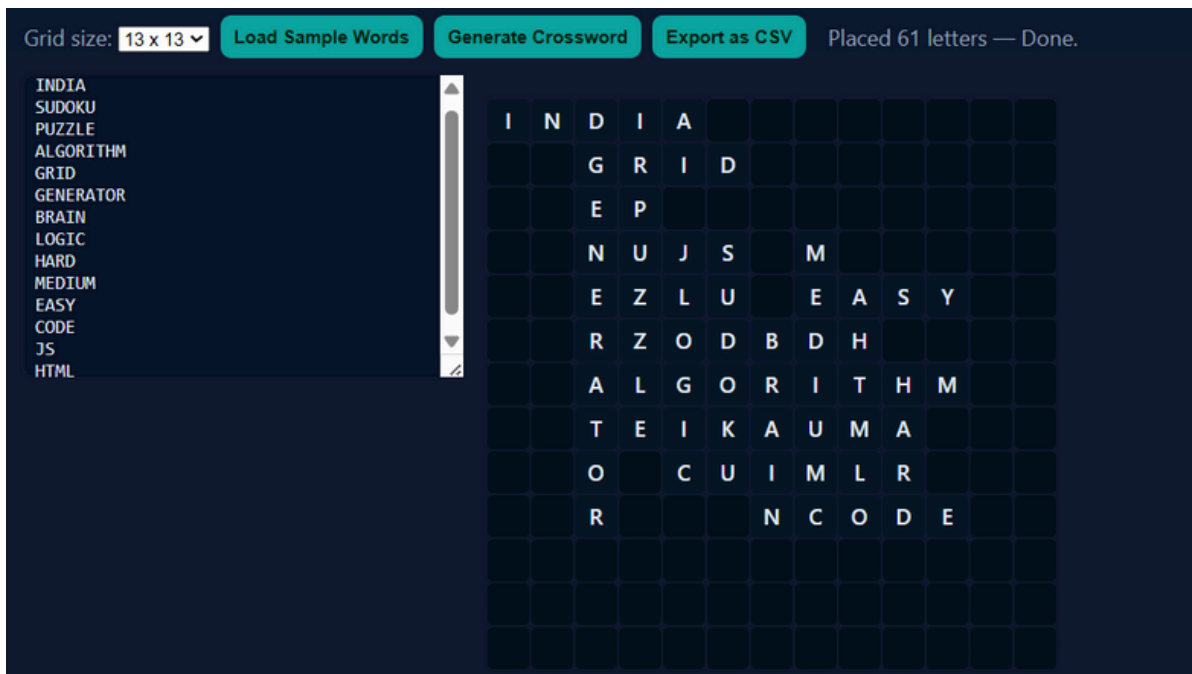 Grid size: 13 x 13 Load Sample Words Generate Crossword Export as CSV Placed 61 letters — Done.
INDIA
SUDOKU
PUZZLE
ALGORITHM
GRID
GENERATOR
BRAIN
LOGIC
HARD
MEDIUM
EASY
CODE
JS
HTML
I N D I A
G R I D
E P
N U J S M
E Z L U E A S Y
R Z O D B D H
A L G O R I T H M
T E I K A U M A
O C U I M L R
R N C O D E